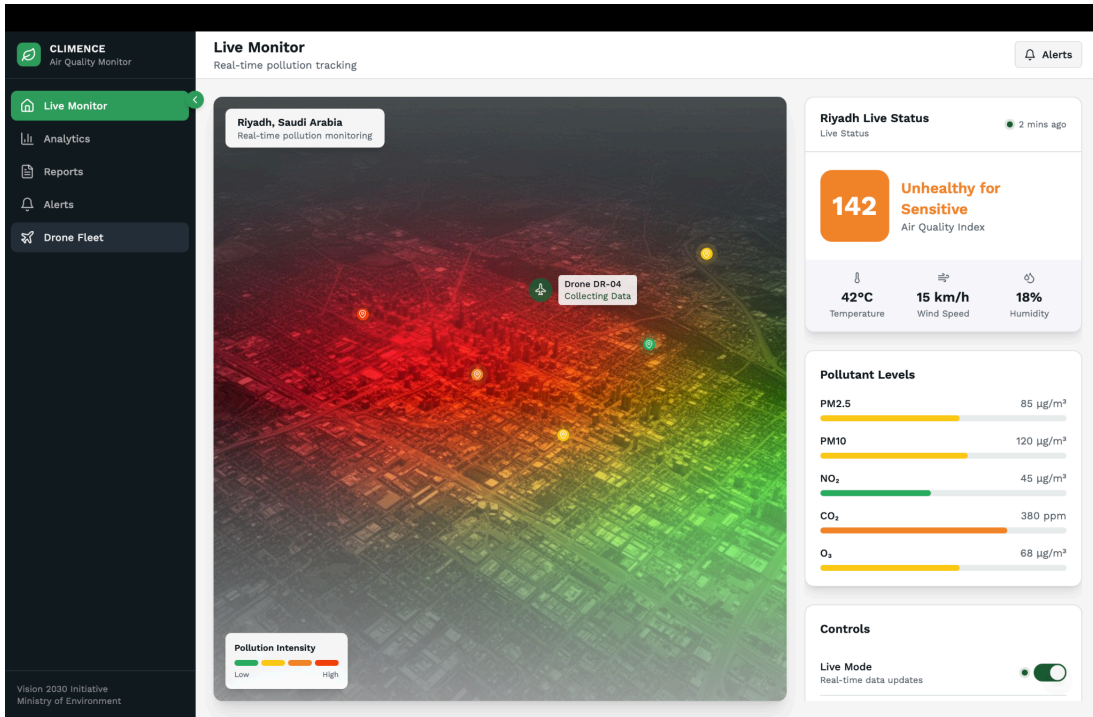 CLIMENCE
Air Quality Monitor
Live Monitor
Analytics
Reports
Alerts
Drone Fleet
Vision 2030 Initiative
Ministry of Environment
Live Monitor
Real-time pollution tracking
Alerts
Riyadh, Saudi Arabia
Real-time pollution monitoring
Drone DR-04
Collecting Data
Pollution Intensity
Low High
Riyadh Live Status
Live Status
2 mins ago
142
Unhealthy for
Sensitive
Air Quality Index
42°C
Temperature
15 km/h
Wind Speed
18%
Humidity
Pollutant Levels
PM2.5 85 µg/m³
PM10 120 µg/m³
NO₂ 45 µg/m³
CO₂ 380 ppm
O₃ 68 µg/m³
Controls
Live Mode
Real-time data updates